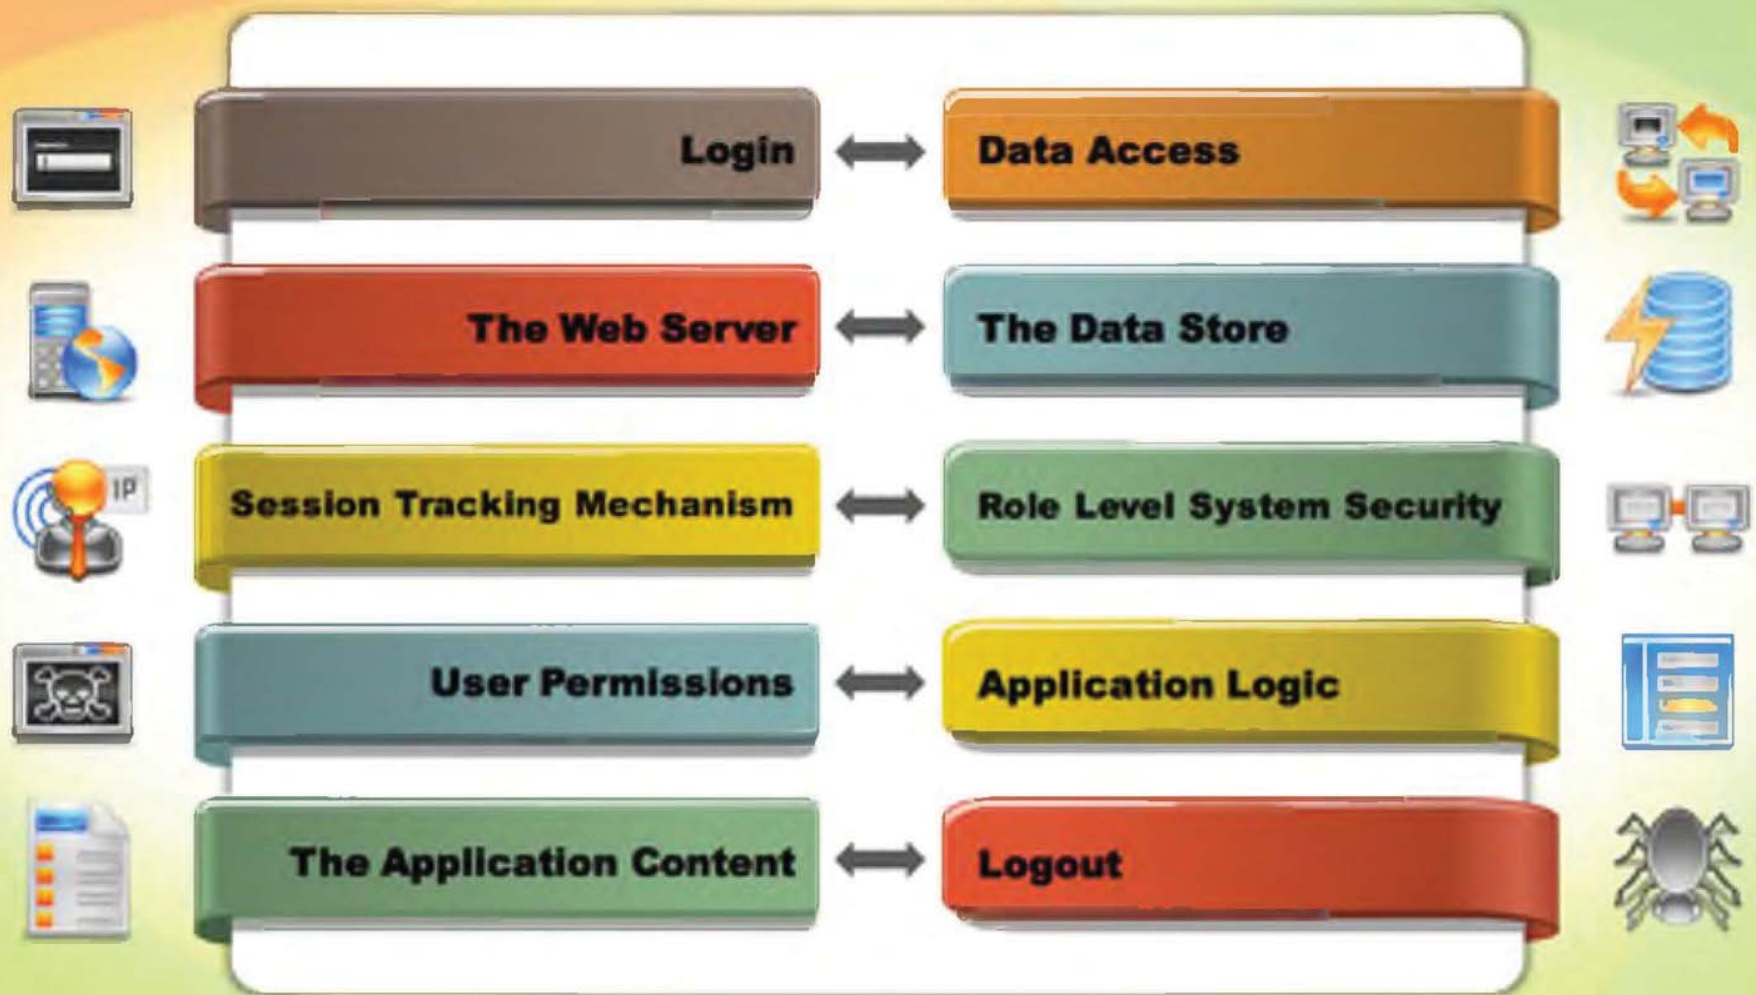 Login
Data Access
The Web Server
The Data Store
IP
Session Tracking Mechanism
Role Level System Security
User Permissions
Application Logic
The Application Content
Logout